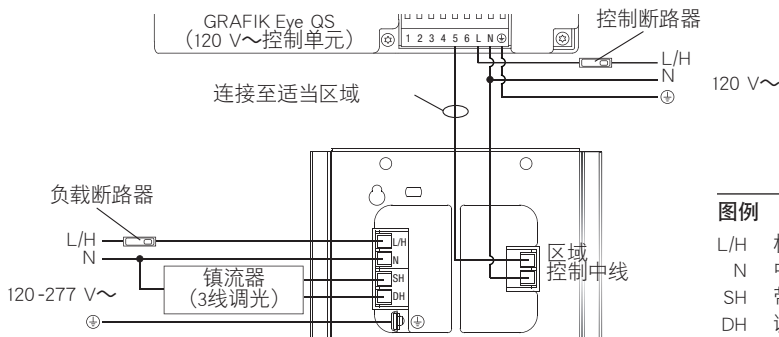 GRAFIK Eye QS
(120 V～控制单元)
1 2 3 4 5 6 L N
控制断路器
L/H
N
120 V～
连接至适当区域
负载断路器
L/H
N
镇流器
(3线调光)
120-277 V～
L/H
N
SH
DH
区域
控制中线
图例
L/H
N
SH
DH